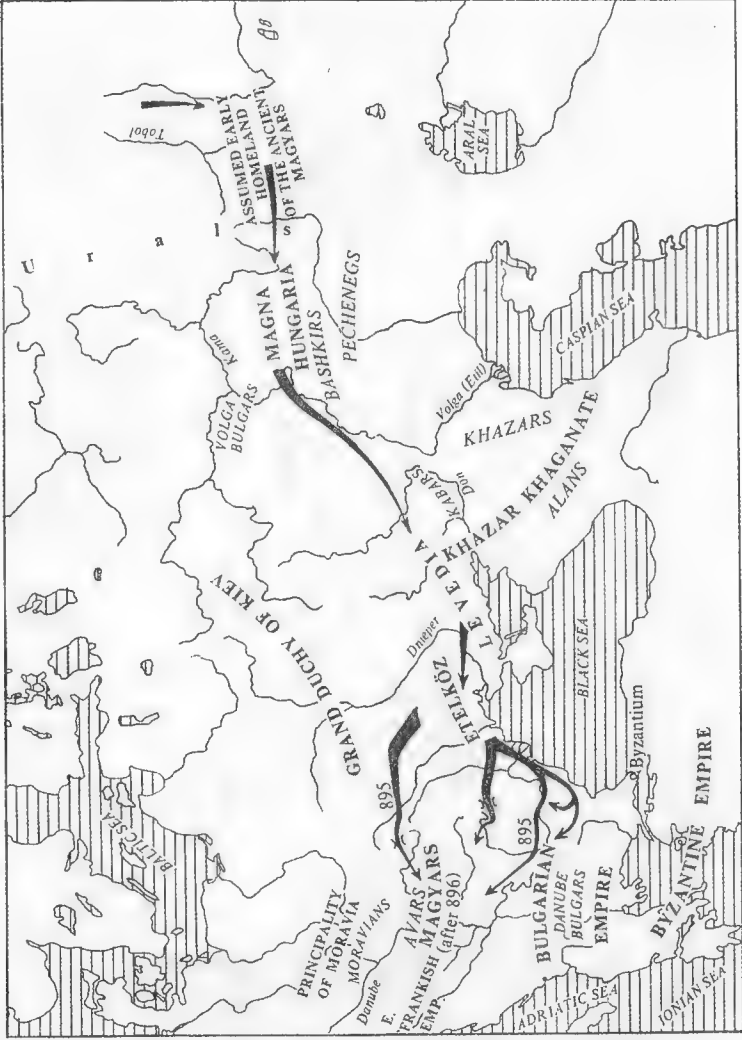 Ob
Tobol
ASSUMED EARLY
HOMELAND
OF THE ANCIENT
MAGYARS
ARAL
SEA
U r a l s
Kama
MAGNA
HUNGARIA
BASHKIRS
PECHENEGS
VOLGA
BULGARS
Volga (Etil)
CASPIAN SEA
KHAZARS
KABARS
Don
KHAZAR KHAGANATE
ALANS
LEVEDIA
GRAND DUCHY OF KIEV
Dnieper
ETELKÖZ
BLACK SEA
BALTIC SEA
895
895
Byzantium
BYZANTINE EMPIRE
PRINCIPALITY
OF MORAVIA
MORAVIANS
AVARS
MAGYARS
(after 896)
BULGARIAN
DANUBE
BULGARS
EMPIRE
Danube
E.
FRANKISH
EMP.
ADRIATIC SEA
IONIAN SEA